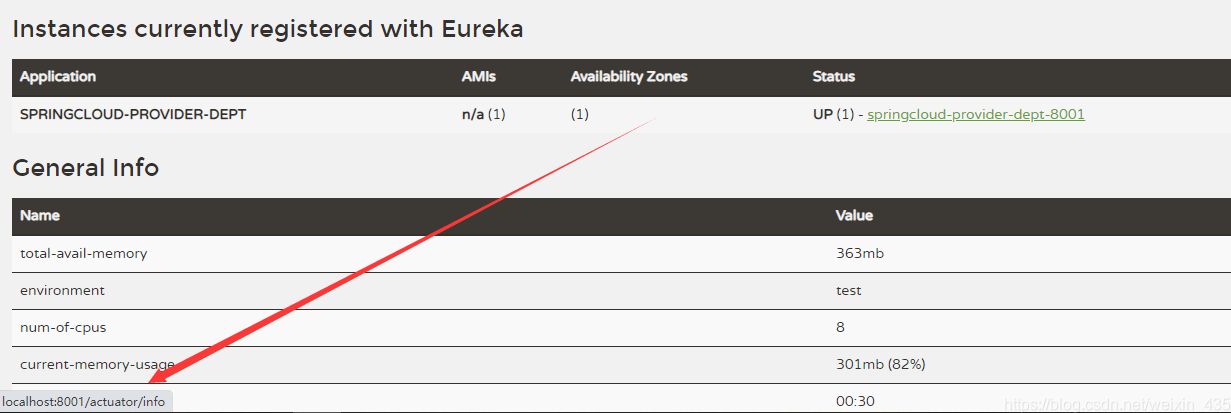 Instances currently registered with Eureka
Application AMIs Availability Zones Status
SPRINGCLOUD-PROVIDER-DEPT n/a (1) (1) UP (1) - springcloud-provider-dept-8001
General Info
Name Value
total-avail-memory 363mb
environment test
num-of-cpus 8
current-memory-usage 301mb (82%)
localhost:8001/actuator/info 00:30
https://blog.csdn.net/weixin_435